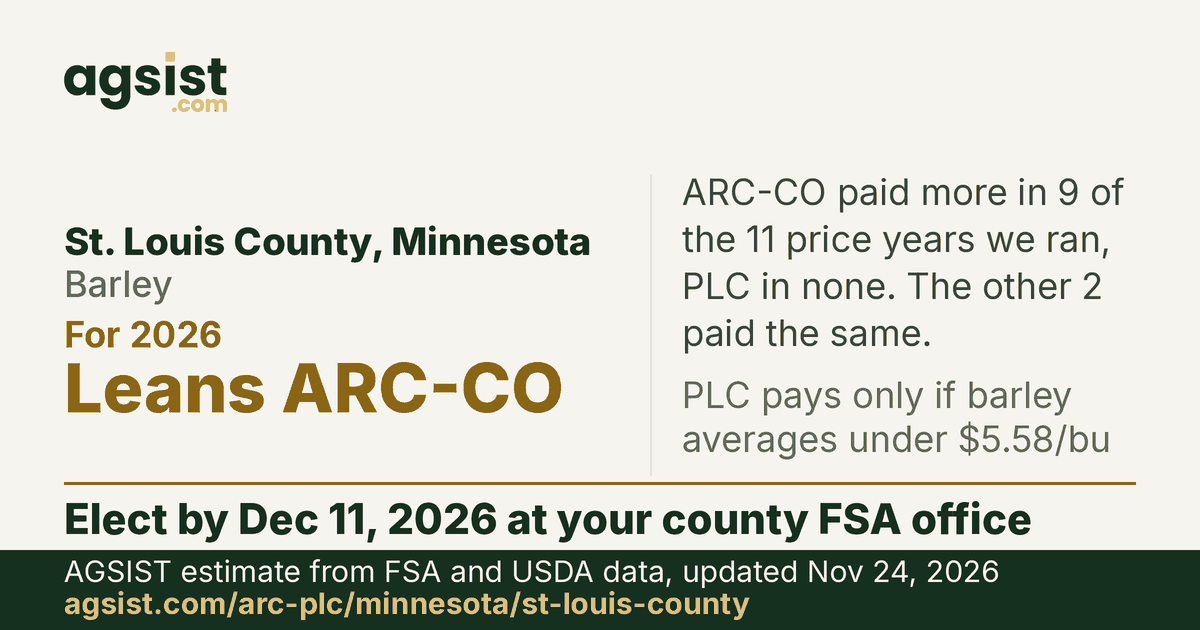 agsist
.com
St. Louis County, Minnesota
Barley
For 2026
Leans ARC-CO
ARC-CO paid more in 9 of
the 11 price years we ran,
PLC in none. The other 2
paid the same.
PLC pays only if barley
averages under $5.58/bu
Elect by Dec 11, 2026 at your county FSA office
AGSIST estimate from FSA and USDA data, updated Nov 24, 2026
agsist.com/arc-plc/minnesota/st-louis-county